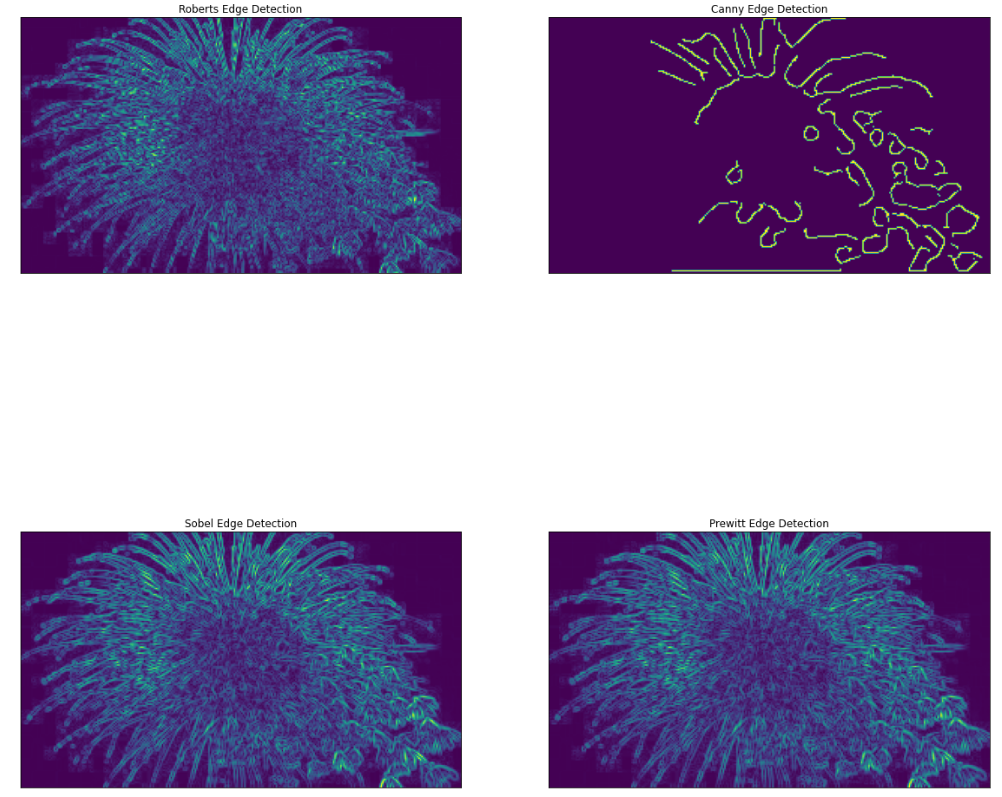 Roberts Edge Detection
Canny Edge Detection
Sobel Edge Detection
Prewitt Edge Detection